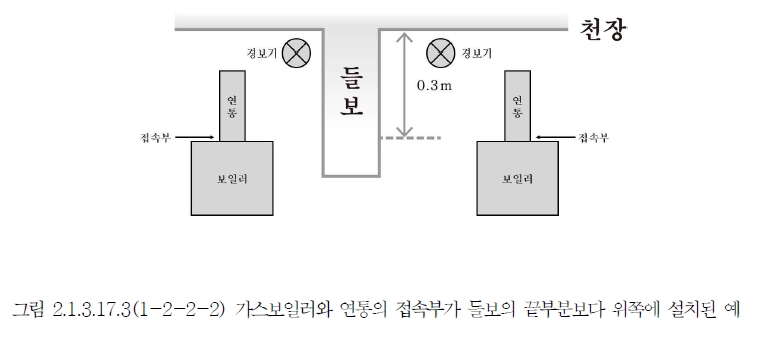 천장
경보기
경보기
들보
0.3m
연통
연통
접속부
접속부
보일러
보일러
그림 2.1.3.17.3(1-2-2-2) 가스보일러와 연통의 접속부가 들보의 끝부분보다 위쪽에 설치된 예